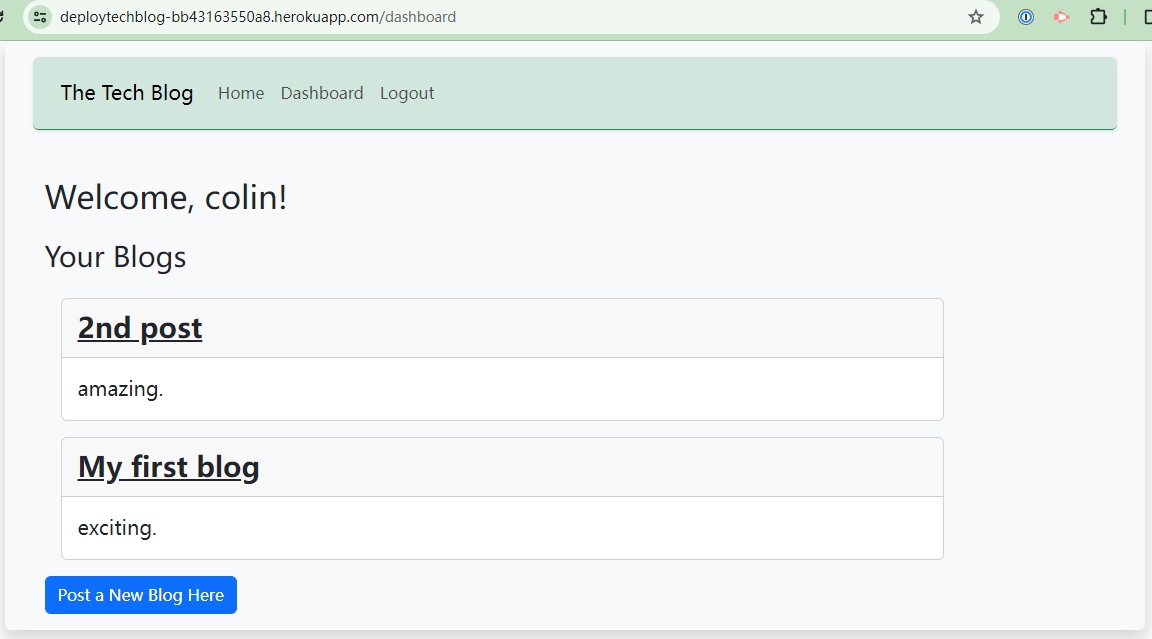 deploytechblog-bb43163550a8.herokuapp.com/dashboard
The Tech Blog Home Dashboard Logout
Welcome, colin!
Your Blogs
2nd post
amazing.
My first blog
exciting.
Post a New Blog Here